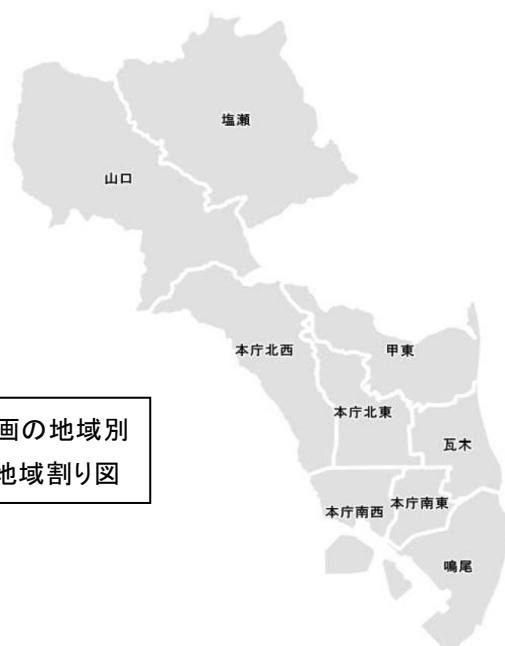 塩瀬
山口
本庁北西
甲東
本庁北東
画の地域別
地域割り図
瓦木
本庁南西
本庁南東
鳴尾